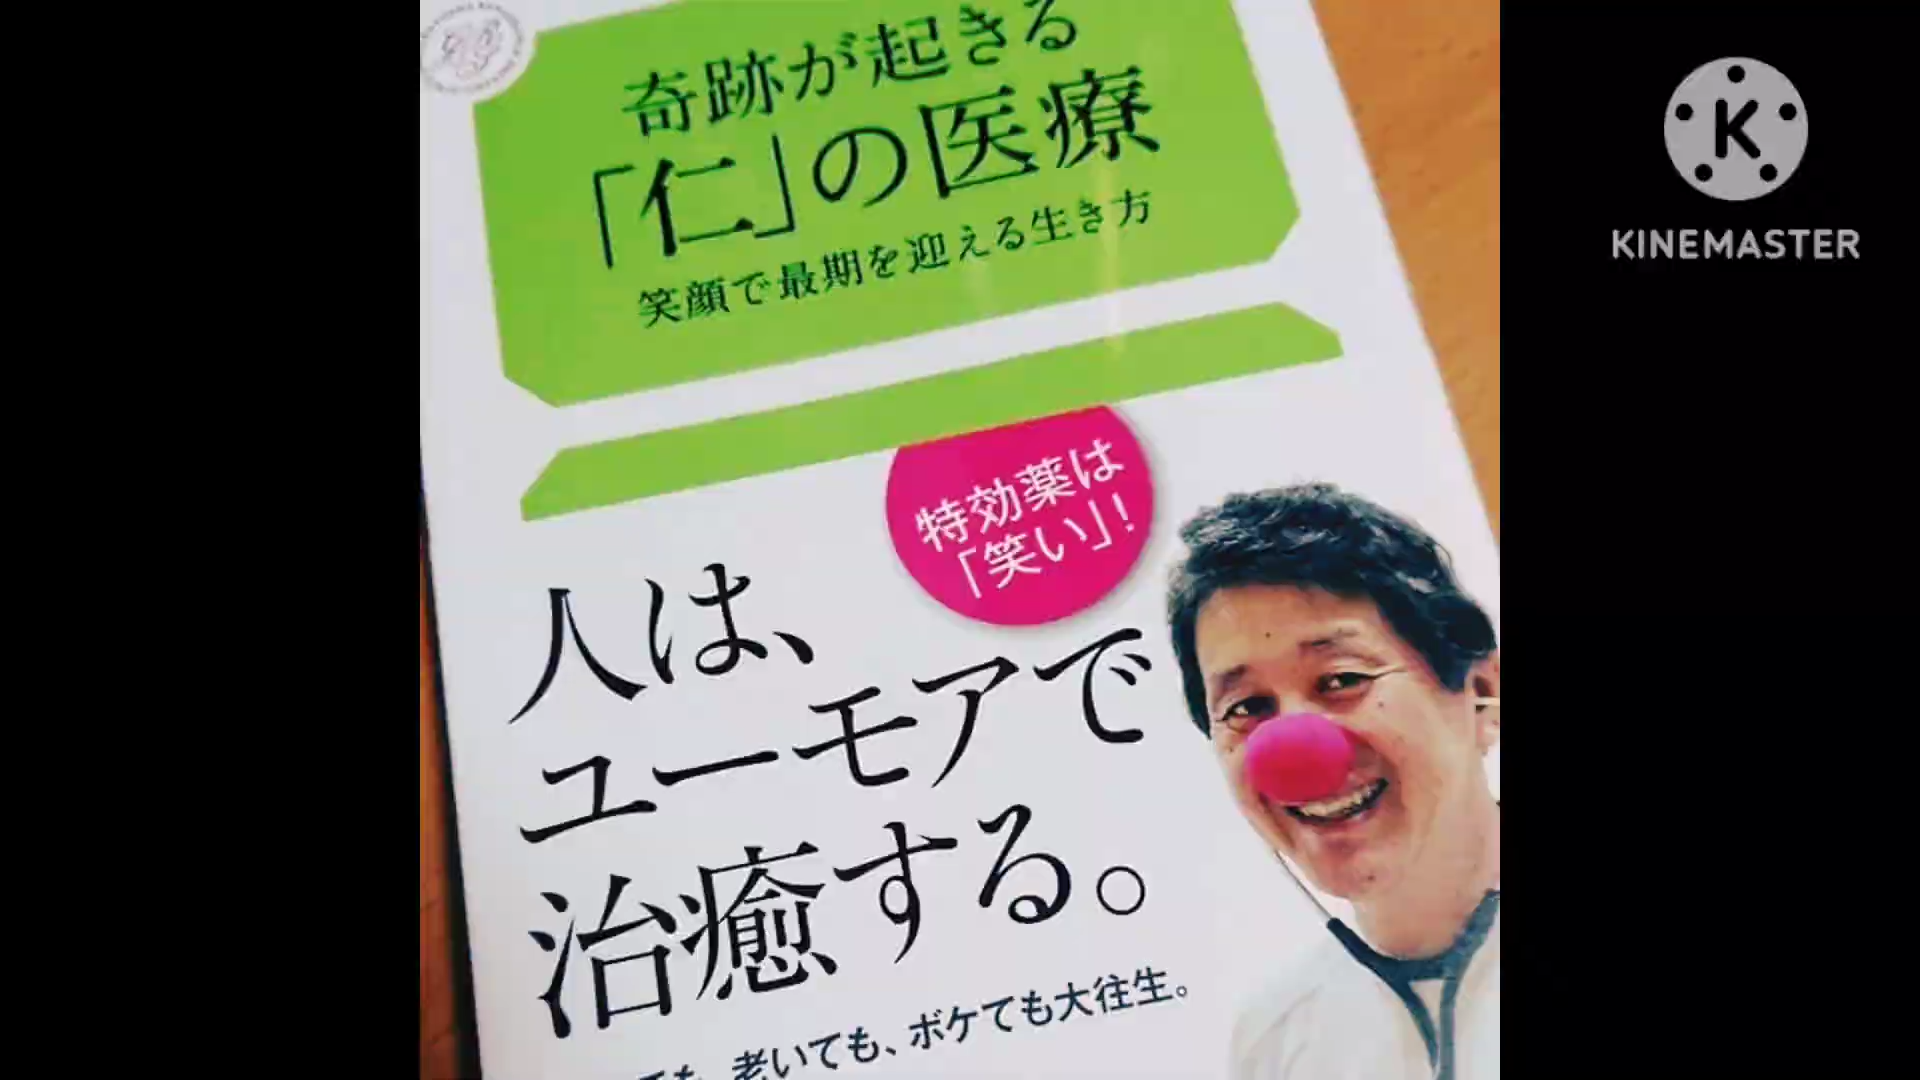 奇跡が起きる
「仁」の医療
笑顔で最期を迎える生き方
特効薬は
「笑い」!
人は、
ユーモアで
治癒する。
ても、老いても、ボケても大往生。
K
KINEMASTER